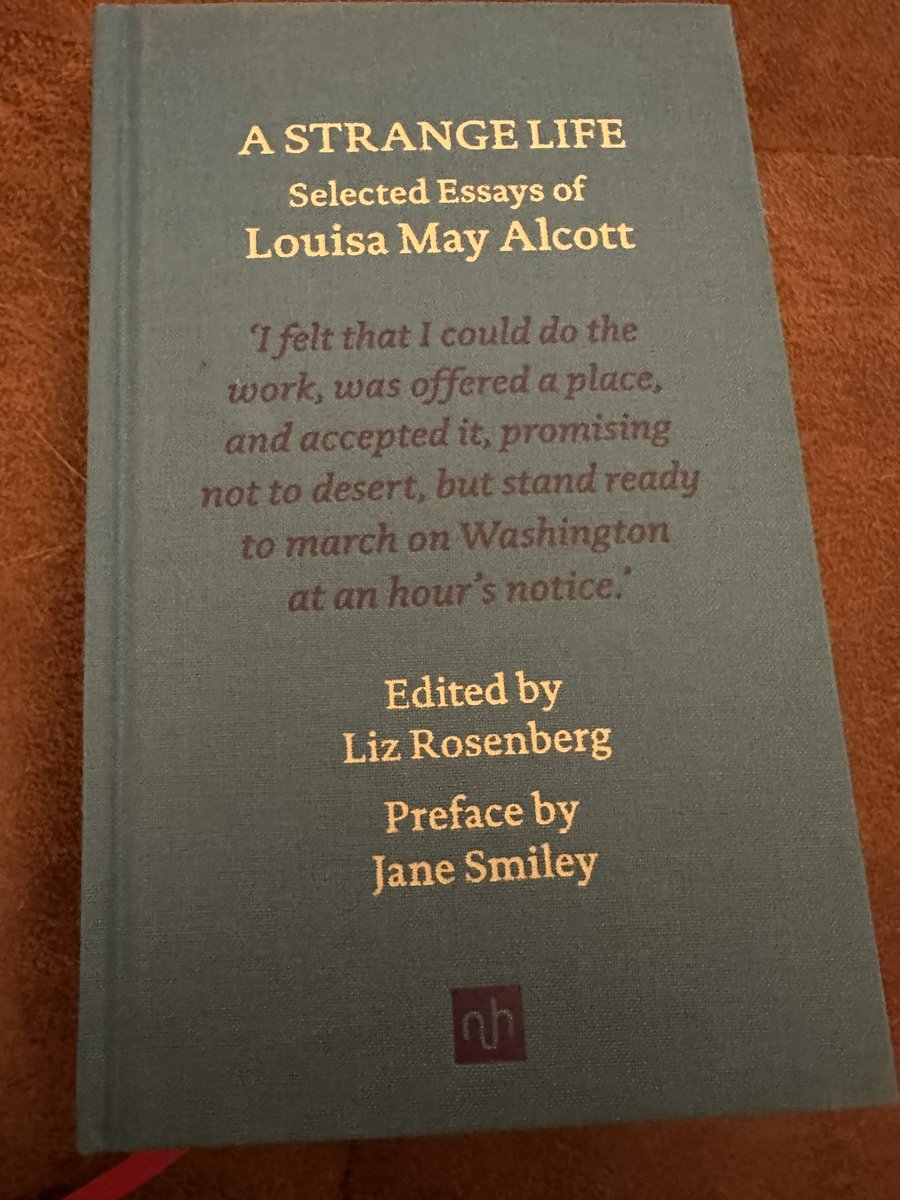 A STRANGE LIFE
Selected Essays of
Louisa May Alcott
‘I felt that I could do the
work, was offered a place,
and accepted it, promising
not to desert, but stand ready
to march on Washington
at an hour’s notice.’
Edited by
Liz Rosenberg
Preface by
Jane Smiley
nh